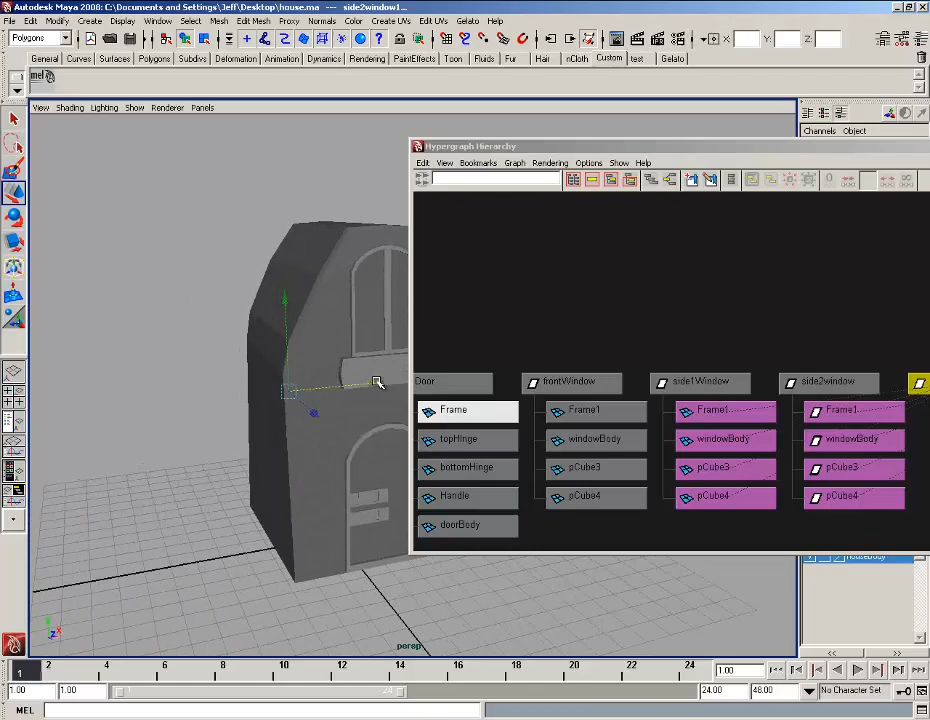 Autodesk Maya 2008: C:\Documents and Settings\Jeff\Desktop\house.ma --- side2window1...
File Edit Modify Create Display Window Select Mesh Edit Mesh Proxy Normals Color Create UVs Edit UVs Gelato Help
Polygons X: Y: Z:
General Curves Surfaces Polygons Subdivs Deformation Animation Dynamics Rendering PaintEffects Toon Fluids Fur Hair nCloth Custom test Gelato
mel
View Shading Lighting Show Renderer Panels
Channels Object
Hypergraph Hierarchy
Edit View Bookmarks Graph Rendering Options Show Help
Door frontWindow side1Window side2window
Frame Frame1 Frame1 Frame1
topHinge windowBody windowBody windowBody
bottomHinge pCube3 pCube3 pCube3
Handle pCube4 pCube4 pCube4
doorBody
houseBody
z x
persp
<< >>
1 2 4 6 8 10 12 14 16 18 20 22 24 1.00
1.00 1.00 1 24 24.00 48.00 No Character Set
MEL